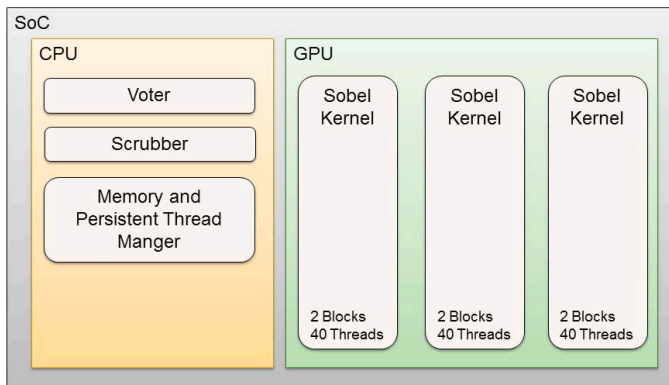 SoC
CPU
Voter
Scrubber
Memory and
Persistent Thread
Manger
GPU
Sobel
Kernel
2 Blocks
40 Threads
Sobel
Kernel
2 Blocks
40 Threads
Sobel
Kernel
2 Blocks
40 Threads